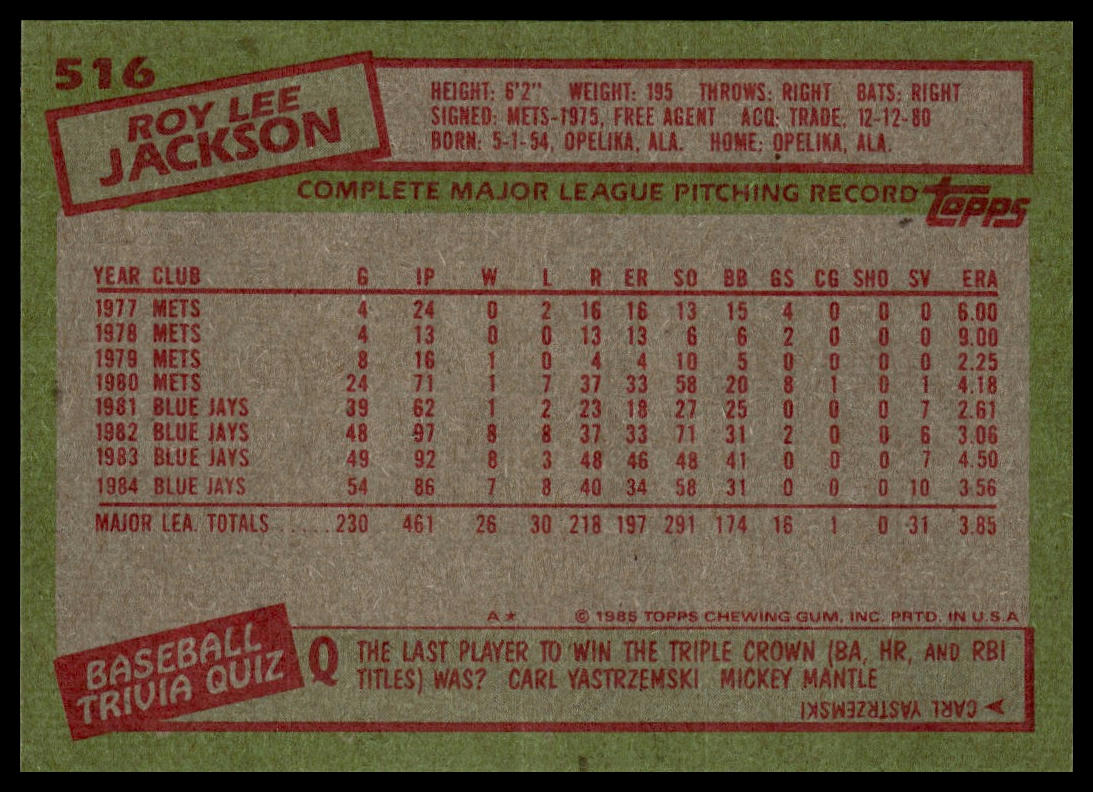 516
ROY LEE
JACKSON
HEIGHT: 6'2" WEIGHT: 195 THROWS: RIGHT BATS: RIGHT
SIGNED: METS-1975, FREE AGENT ACQ: TRADE, 12-12-80
BORN: 5-1-54, OPELIKA, ALA. HOME: OPELIKA, ALA.
COMPLETE MAJOR LEAGUE PITCHING RECORD
TOPPS
YEAR CLUB G IP W L R ER SO BB GS CG SHO SV ERA
1977 METS 4 24 0 2 16 16 13 15 4 0 0 0 6.00
1978 METS 4 13 0 0 13 13 6 6 2 0 0 0 9.00
1979 METS 8 16 1 0 4 4 10 5 0 0 0 0 2.25
1980 METS 24 71 1 7 37 33 58 20 8 1 0 1 4.18
1981 BLUE JAYS 39 62 1 2 23 18 27 25 0 0 0 7 2.61
1982 BLUE JAYS 48 97 8 8 37 33 71 31 2 0 0 6 3.06
1983 BLUE JAYS 49 92 8 3 48 46 48 41 0 0 0 7 4.50
1984 BLUE JAYS 54 86 7 8 40 34 58 31 0 0 0 10 3.56
MAJOR LEA. TOTALS .....230 461 26 30 218 197 291 174 16 1 0 31 3.85
A★ © 1985 TOPPS CHEWING GUM, INC. PRTD. IN U.S.A
BASEBALL
TRIVIA QUIZ
Q THE LAST PLAYER TO WIN THE TRIPLE CROWN (BA, HR, AND RBI
TITLES) WAS? CARL YASTRZEMSKI MICKEY MANTLE
CARL YASTRZEMSKI